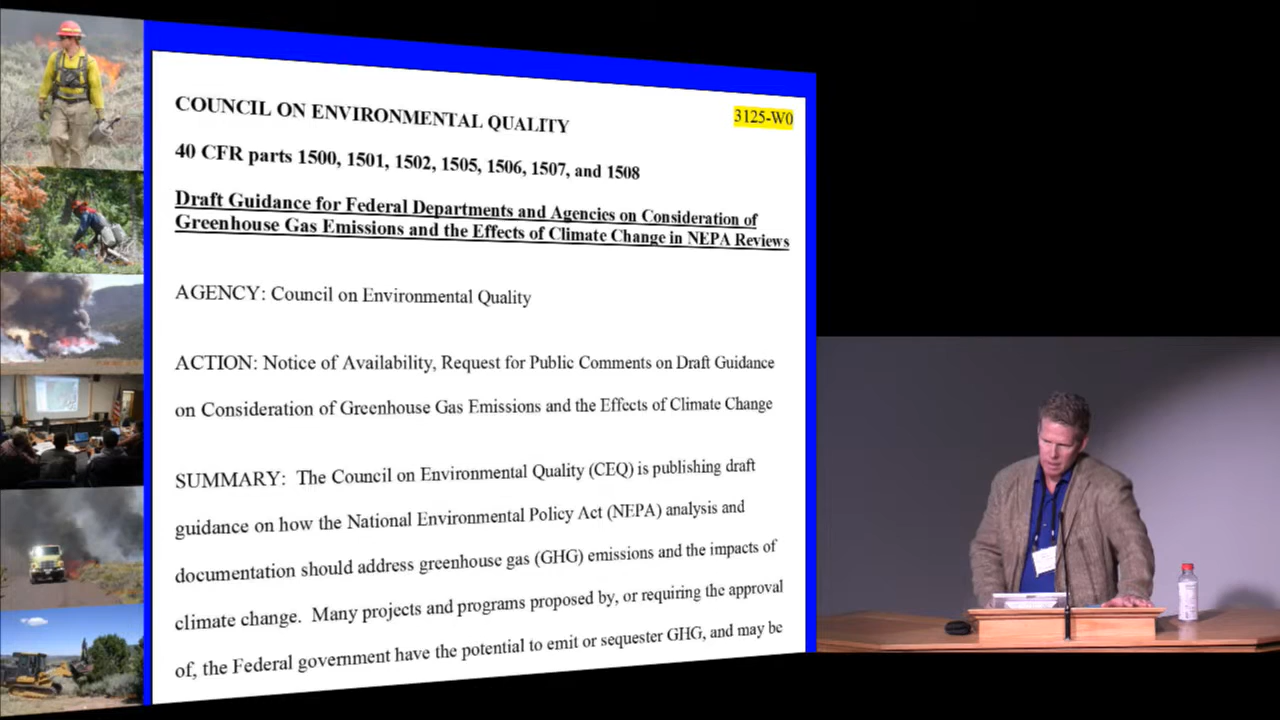 COUNCIL ON ENVIRONMENTAL QUALITY
3125-W0
40 CFR parts 1500, 1501, 1502, 1505, 1506, 1507, and 1508
Draft Guidance for Federal Departments and Agencies on Consideration of
Greenhouse Gas Emissions and the Effects of Climate Change in NEPA Reviews
AGENCY: Council on Environmental Quality
ACTION: Notice of Availability, Request for Public Comments on Draft Guidance
on Consideration of Greenhouse Gas Emissions and the Effects of Climate Change
SUMMARY: The Council on Environmental Quality (CEQ) is publishing draft
guidance on how the National Environmental Policy Act (NEPA) analysis and
documentation should address greenhouse gas (GHG) emissions and the impacts of
climate change. Many projects and programs proposed by, or requiring the approval
of, the Federal government have the potential to emit or sequester GHG, and may be